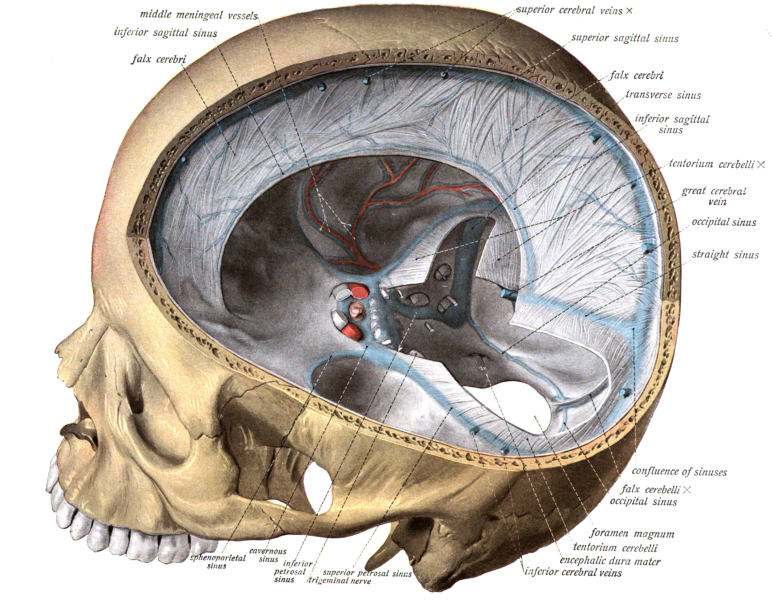 middle meningeal vessels
inferior sagittal sinus
falx cerebri
superior cerebral veins ×
superior sagittal sinus
falx cerebri
transverse sinus
inferior sagittal
sinus
tentorium cerebelli ×
great cerebral
vein
occipital sinus
straight sinus
confluence of sinuses
falx cerebelli ×
occipital sinus
foramen magnum
tentorium cerebelli
encephalic dura mater
inferior cerebral veins
sphenoparietal
sinus
cavernous
sinus
inferior
petrosal
sinus
superior petrosal sinus
trigeminal nerve